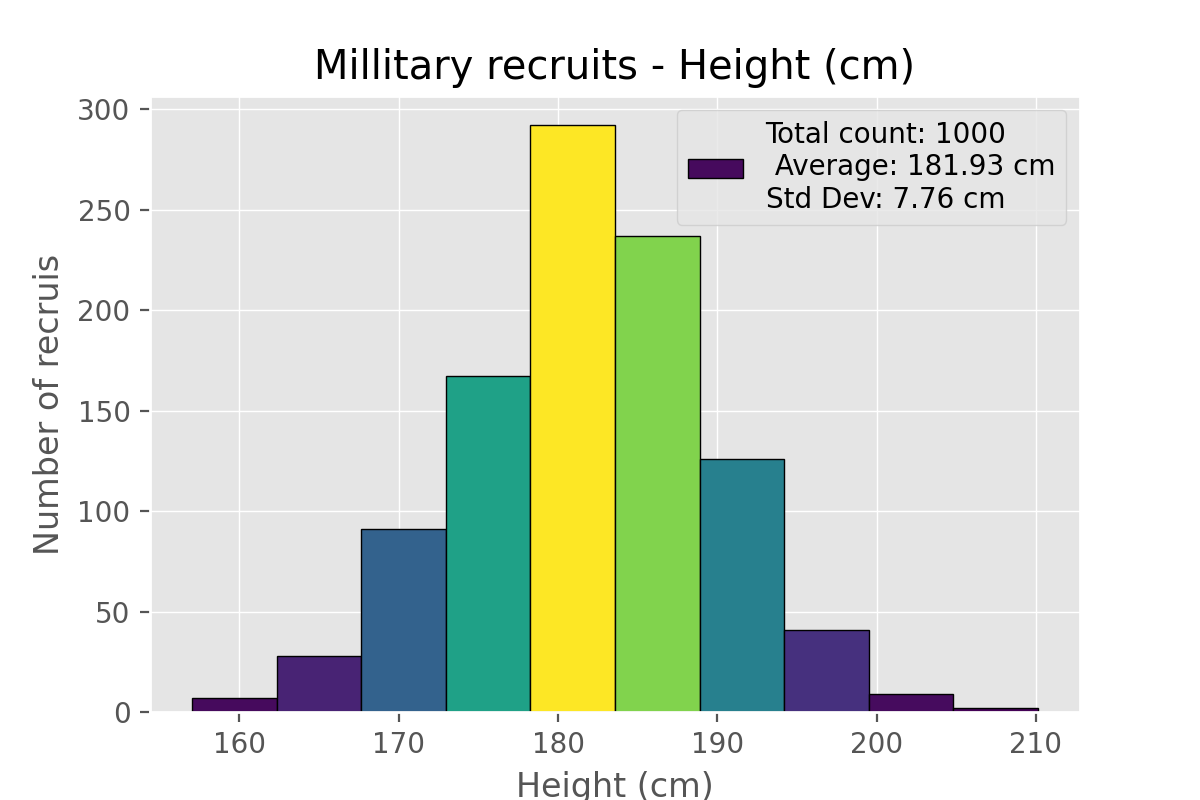 Millitary recruits - Height (cm)
Total count: 1000
Average: 181.93 cm
Std Dev: 7.76 cm
Number of recruis
300
250
200
150
100
50
0
160 170 180 190 200 210
Height (cm)